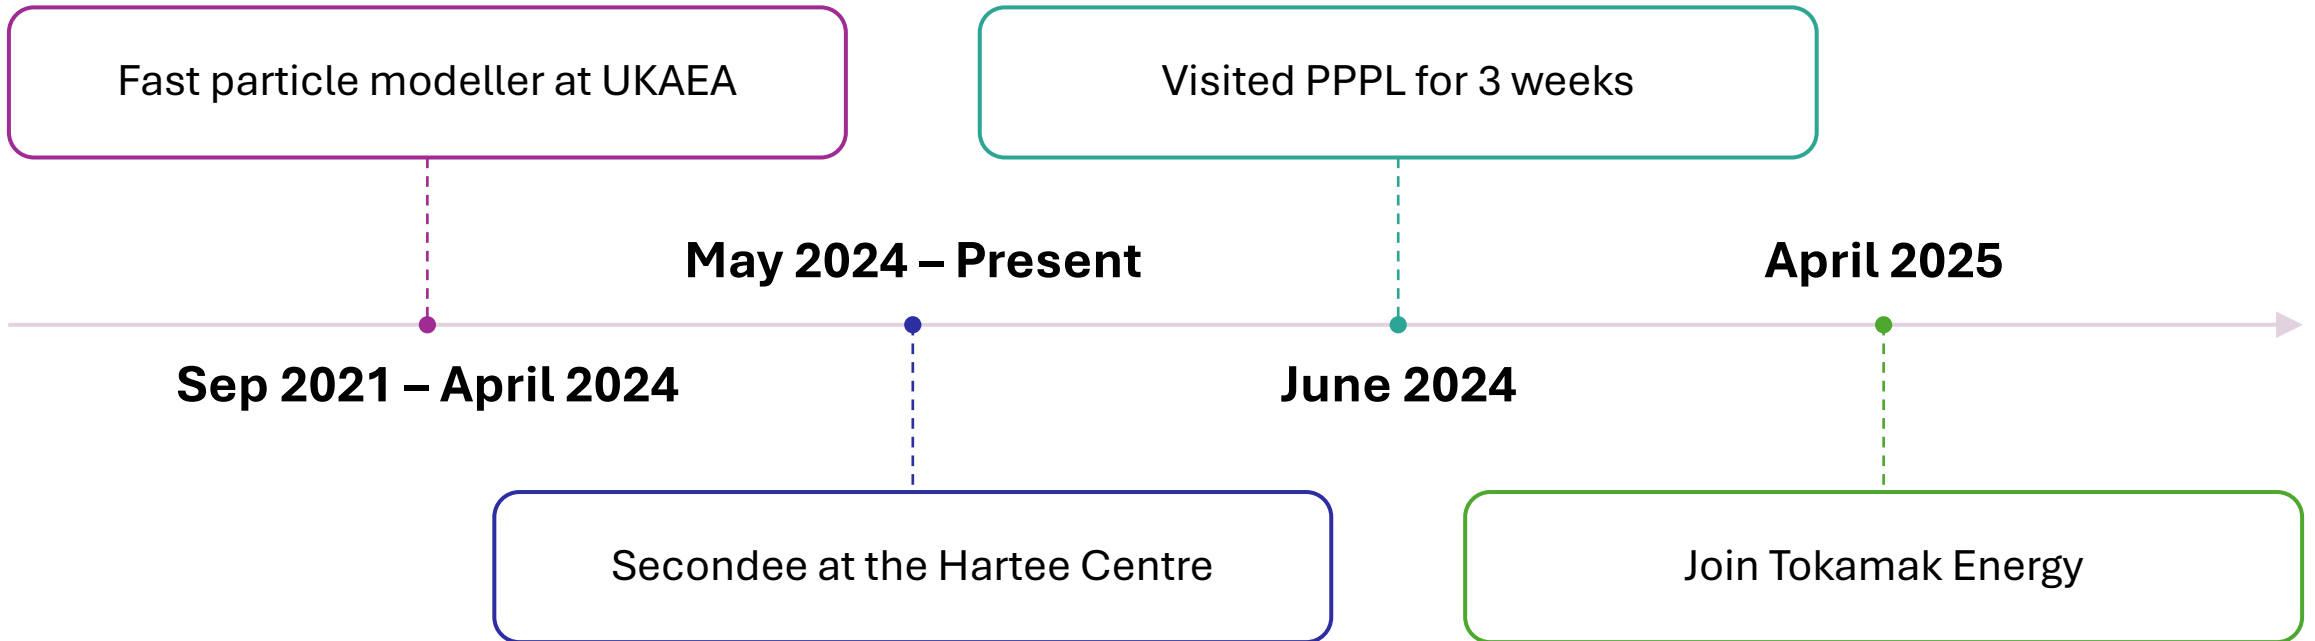 Fast particle modeller at UKAEA
Visited PPPL for 3 weeks
May 2024 – Present
April 2025
Sep 2021 – April 2024
June 2024
Secondee at the Hartee Centre
Join Tokamak Energy